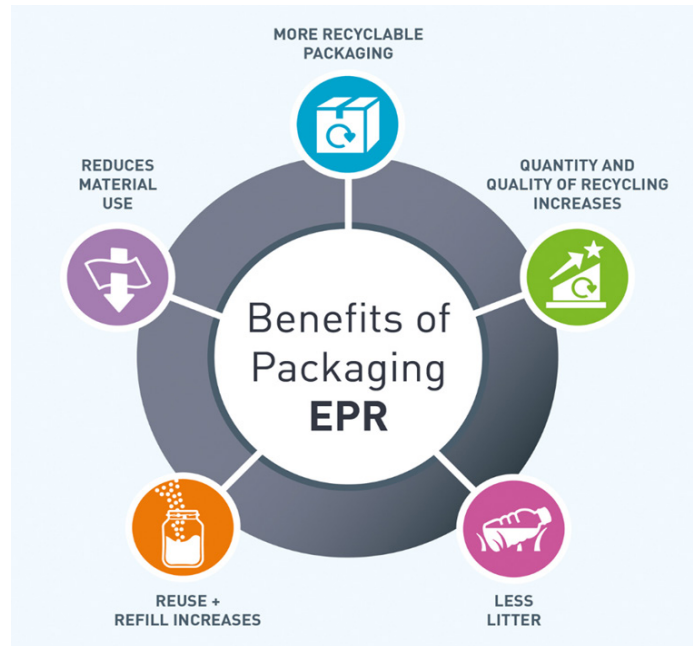 MORE RECYCLABLE
PACKAGING
REDUCES
MATERIAL
USE
QUANTITY AND
QUALITY OF RECYCLING
INCREASES
Benefits of
Packaging
EPR
REUSE +
REFILL INCREASES
LESS
LITTER